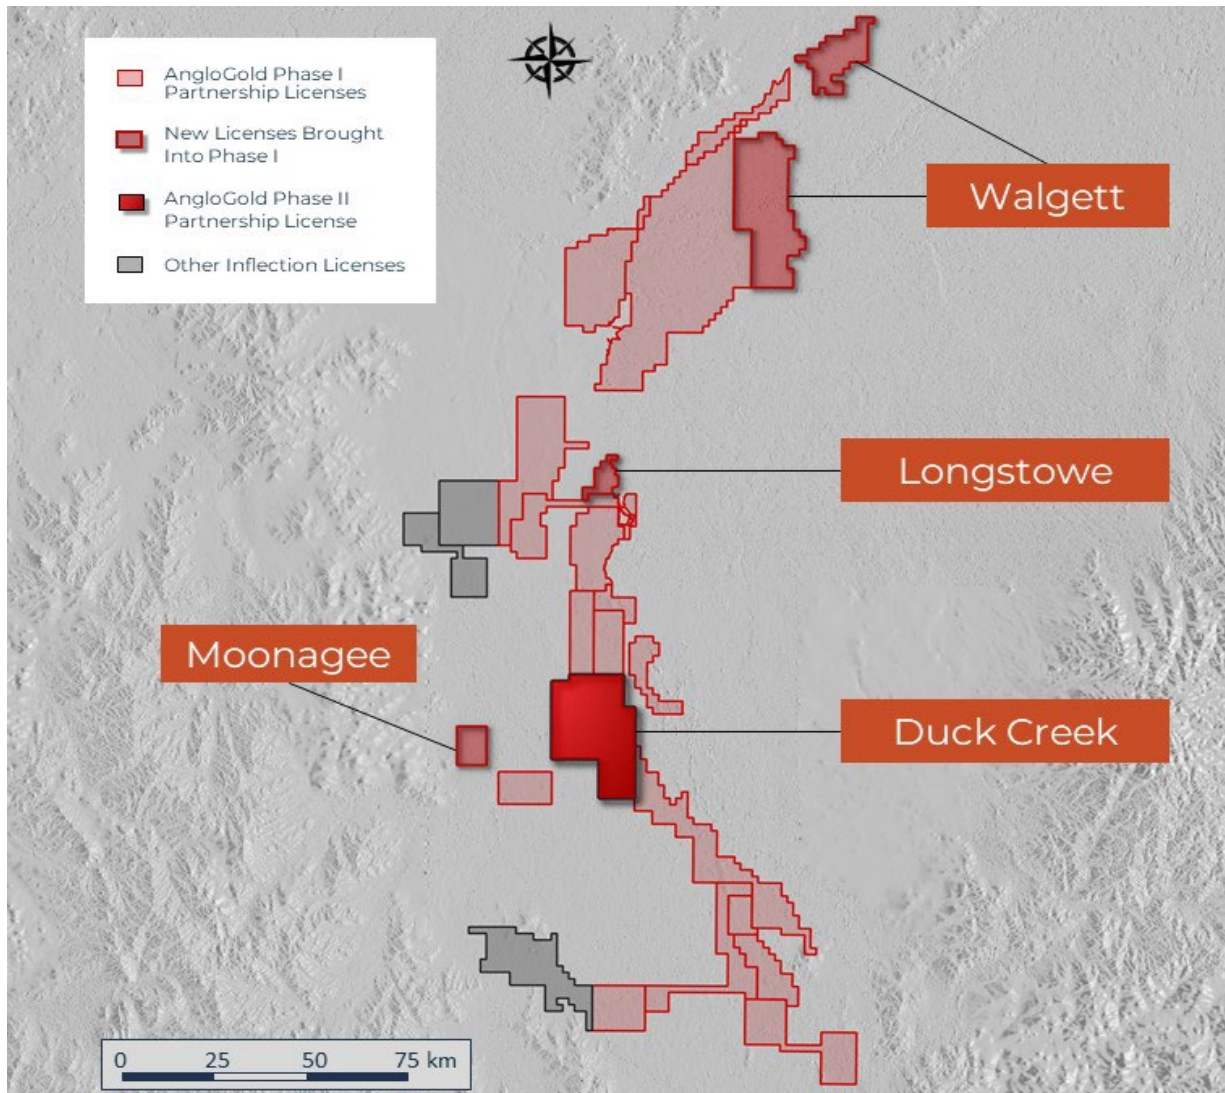 AngloGold Phase I
Partnership Licenses
New Licenses Brought
Into Phase I
AngloGold Phase II
Partnership License
Other Inflection Licenses
Walgett
Longstowe
Moonagee
Duck Creek
0 25 50 75 km